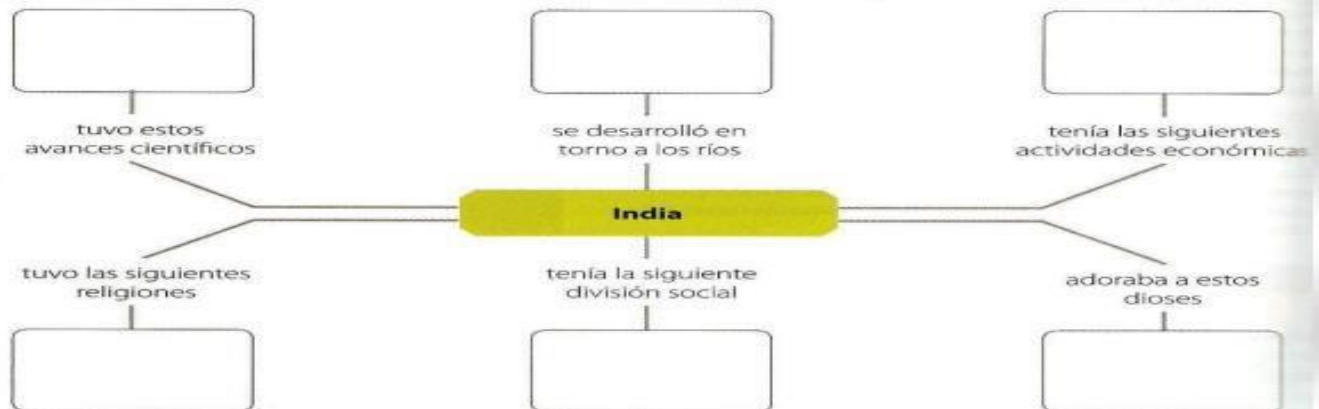 tuvo estos
avances científicos
se desarrolló en
torno a los ríos
tenía las siguientes
actividades económicas
India
tuvo las siguientes
religiones
tenía la siguiente
división social
adoraba a estos
dioses